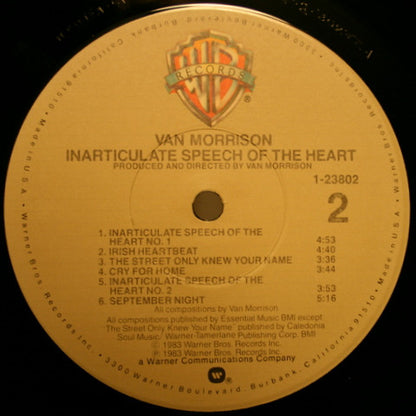 WB
RECORDS
®
VAN MORRISON
INARTICULATE SPEECH OF THE HEART
PRODUCED AND DIRECTED BY VAN MORRISON
1-23802
2
1. INARTICULATE SPEECH OF THE
HEART NO. 1 4:53
2. IRISH HEARTBEAT 4:40
3. THE STREET ONLY KNEW YOUR NAME 3:36
4. CRY FOR HOME 3:44
5. INARTICULATE SPEECH OF THE
HEART NO. 2 3:53
6. SEPTEMBER NIGHT 5:16
All compositions by Van Morrison
All compositions published by Essential Music BMI except
"The Street Only Knew Your Name" published by Caledonia
Soul Music/ Warner-Tamerlane Publishing Corp. BMI
© 1983 Warner Bros. Records Inc.
℗ 1983 Warner Bros. Records Inc.
a Warner Communications Company
Warner Bros. Records Inc. • 3300 Warner Boulevard, Burbank, California 91510 • Made in U.S.A.